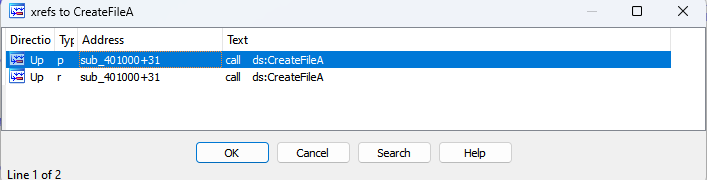 xrefs to CreateFileA
Directio Typ Address Text
Up p sub_401000+31 call ds:CreateFileA
Up r sub_401000+31 call ds:CreateFileA
OK Cancel Search Help
Line 1 of 2